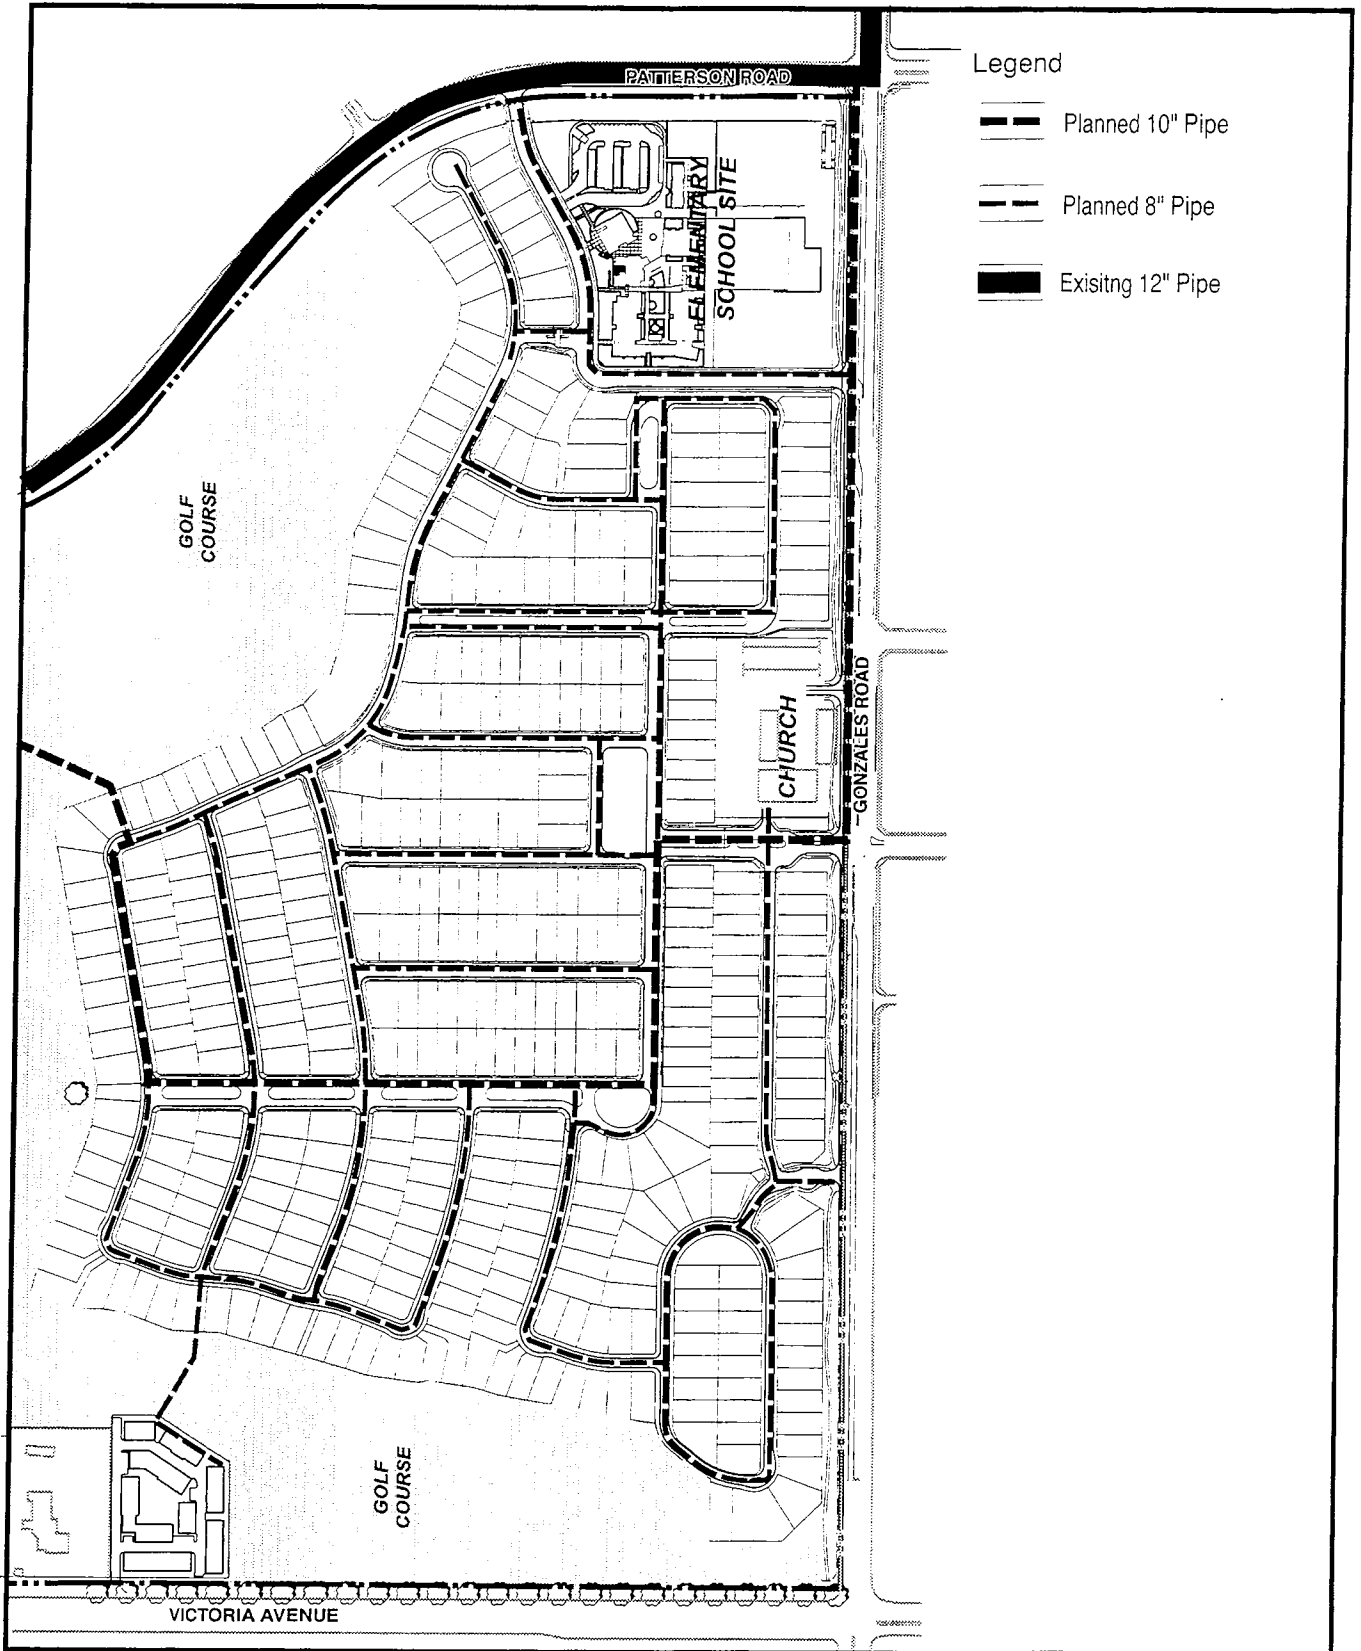 PATTERSON ROAD
Legend
Planned 10" Pipe
Planned 8" Pipe
Exisitng 12" Pipe
ELEMENTARY
SCHOOL SITE
GOLF
COURSE
CHURCH
GONZALES ROAD
GOLF
COURSE
VICTORIA AVENUE